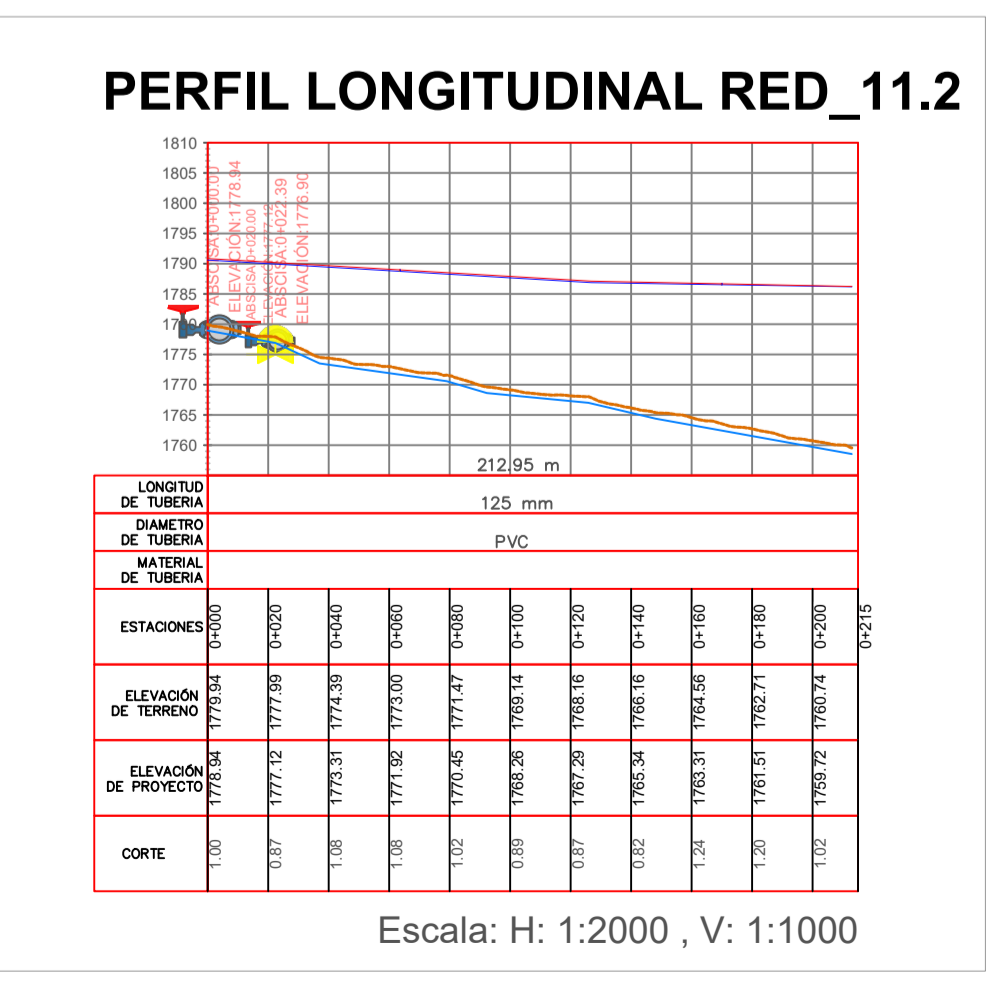 PERFIL LONGITUDINAL RED_11.2
1810
1805
1800
1795
1790
1785
1780
1775
1770
1765
1760
ABSCISA:0+000.00
ELEVACIÓN:1778.94
ABSCISA:0+020.00
ELEVACIÓN:1777.12
ABSCISA:0+022.39
ELEVACIÓN:1776.90
212.95 m
LONGITUD
DE TUBERIA
125 mm
DIAMETRO
DE TUBERIA
PVC
MATERIAL
DE TUBERIA
ESTACIONES 0+000 0+020 0+040 0+060 0+080 0+100 0+120 0+140 0+160 0+180 0+200 0+215
ELEVACIÓN
DE TERRENO 1779.94 1777.99 1774.39 1773.00 1771.47 1769.14 1768.16 1766.16 1764.56 1762.71 1760.74
ELEVACIÓN
DE PROYECTO 1778.94 1777.12 1773.31 1771.92 1770.45 1768.26 1767.29 1765.34 1763.31 1761.51 1759.72
CORTE 1.00 0.87 1.08 1.08 1.02 0.89 0.87 0.82 1.24 1.20 1.02
Escala: H: 1:2000 , V: 1:1000